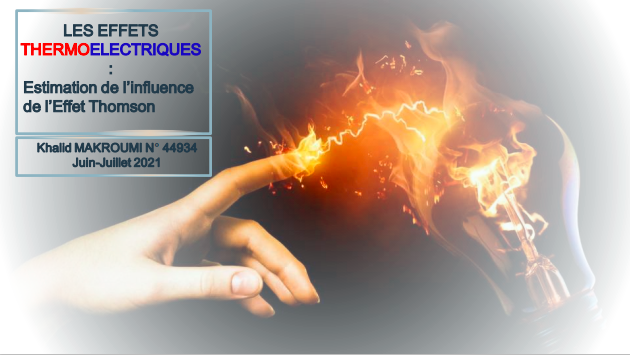 LES EFFETS
THERMOELECTRIQUES
:
Estimation de l'influence
de l'Effet Thomson
Khalid MAKROUMI N° 44934
Juin-Juillet 2021